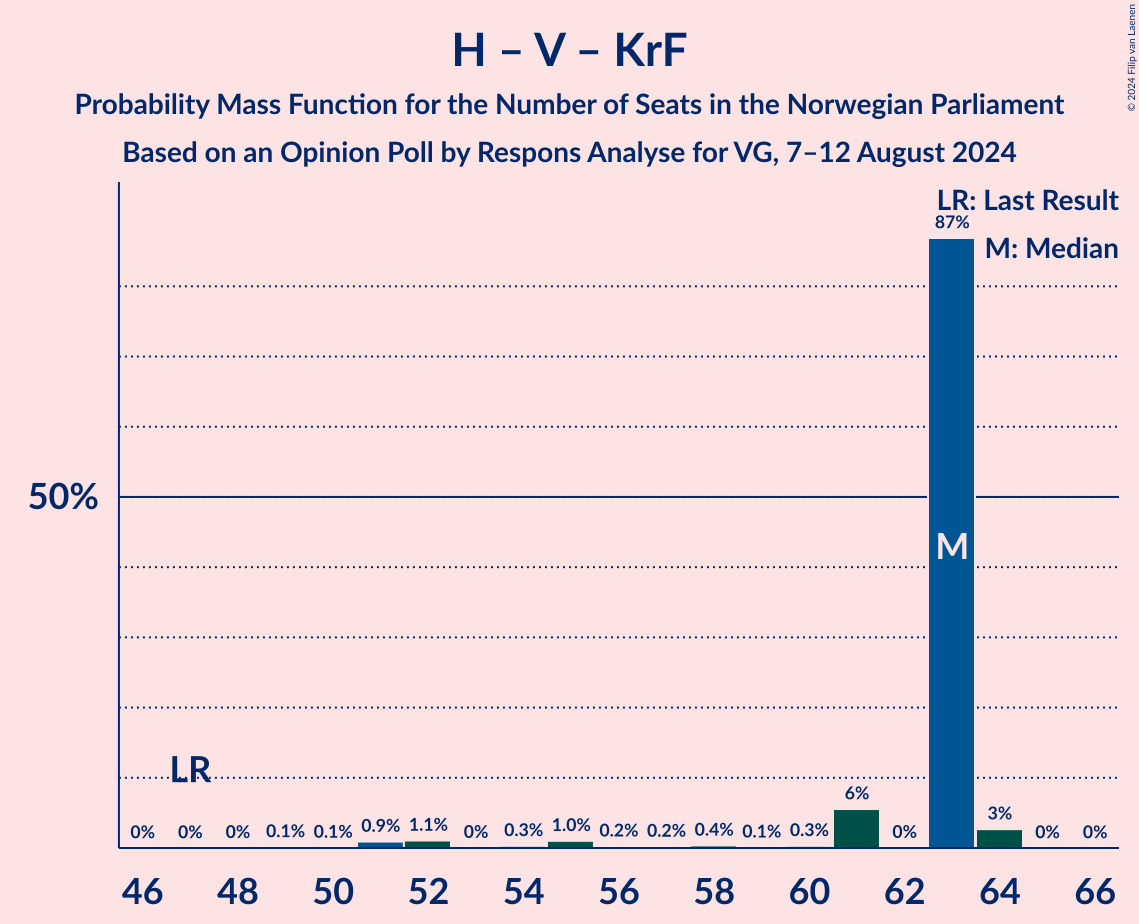 H – V – KrF
Probability Mass Function for the Number of Seats in the Norwegian Parliament
Based on an Opinion Poll by Respons Analyse for VG, 7–12 August 2024
© 2024 Filip van Laenen
LR: Last Result
M: Median
50%
LR
M
0% 0% 0% 0.1% 0.1% 0.9% 1.1% 0% 0.3% 1.0% 0.2% 0.2% 0.4% 0.1% 0.3% 6% 0% 87% 3% 0% 0%
46 48 50 52 54 56 58 60 62 64 66